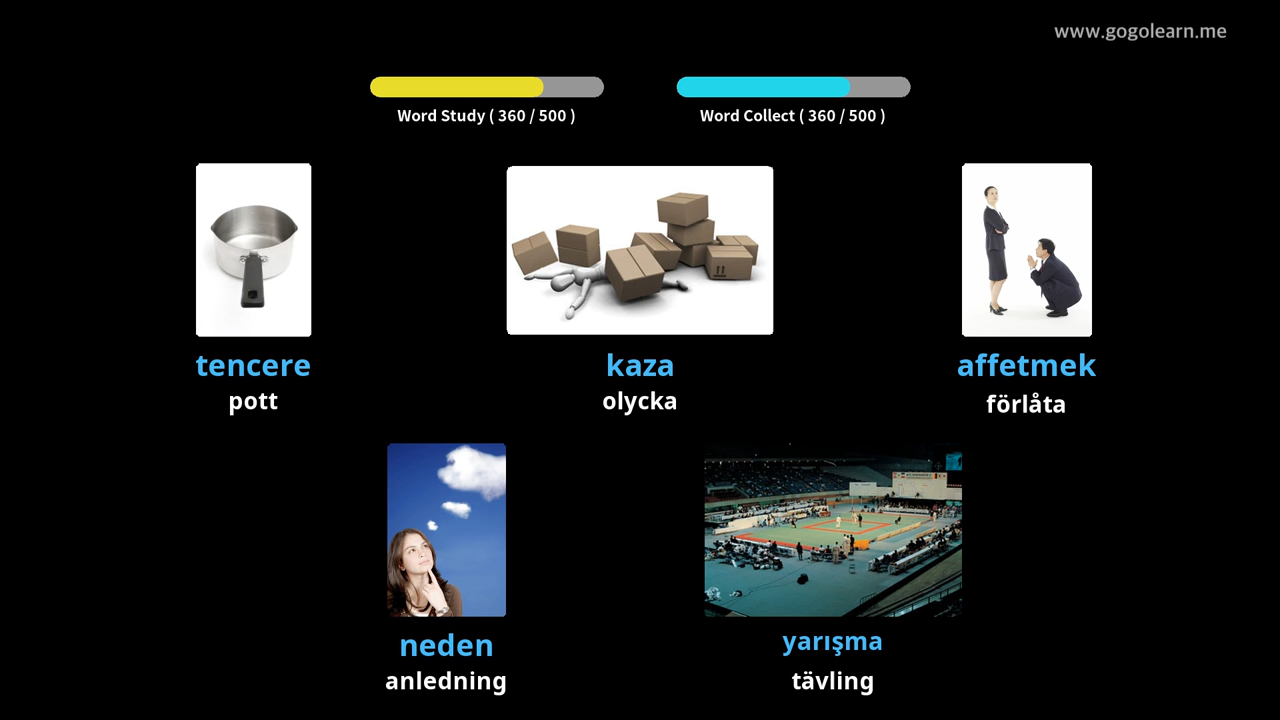 www.gogolearn.me
Word Study ( 360 / 500 )
Word Collect ( 360 / 500 )
tencere
pott
kaza
olycka
affetmek
förlåta
neden
anledning
yarışma
tävling